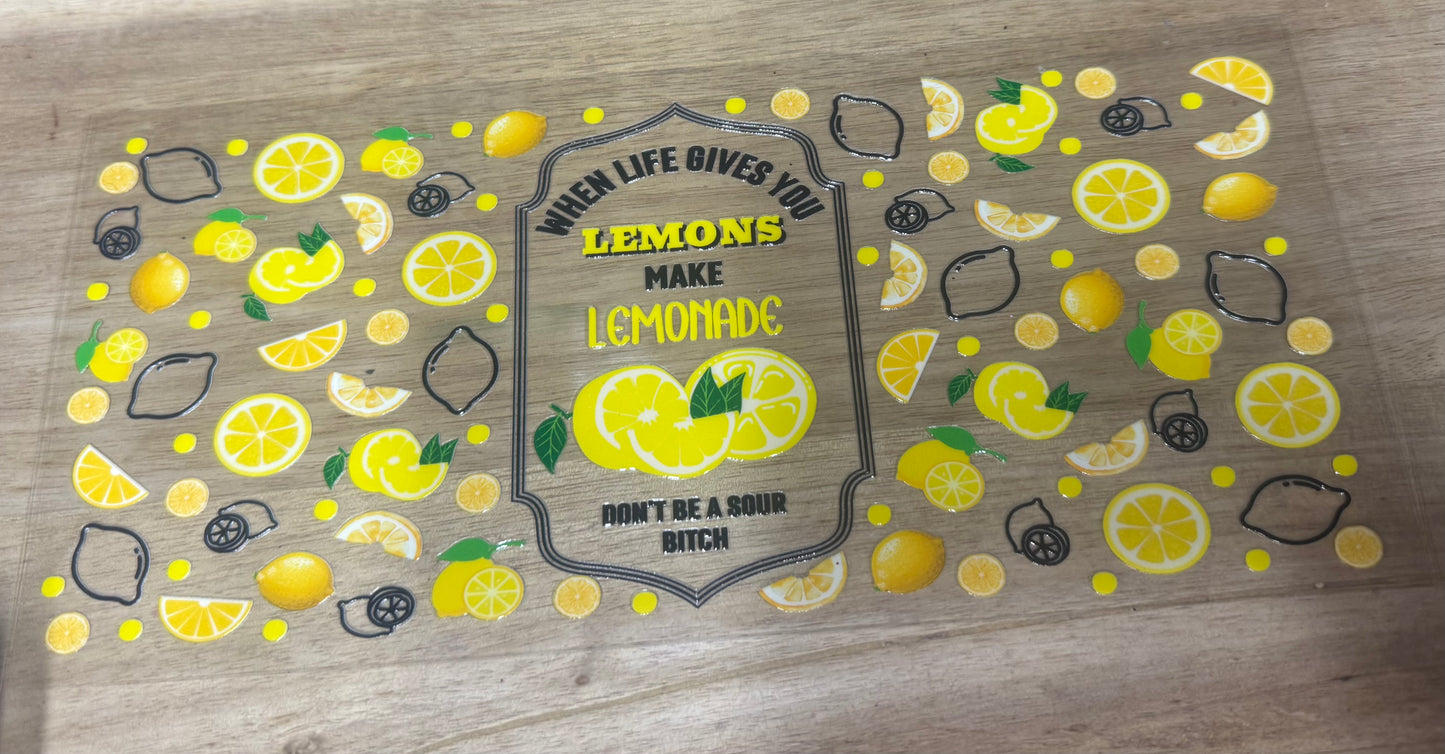 WHEN LIFE GIVES YOU
LEMONS
MAKE
LEMONADE
DON'T BE A SOUR
BITCH